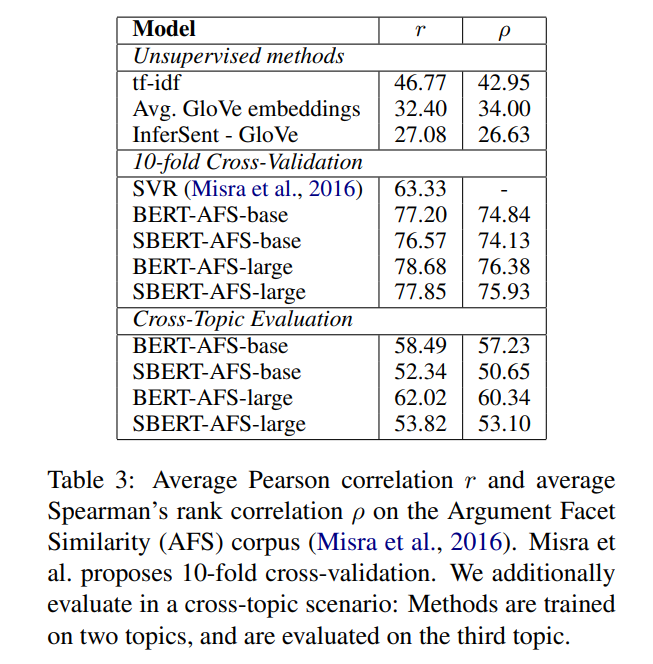 Model r ρ
Unsupervised methods
tf-idf 46.77 42.95
Avg. GloVe embeddings 32.40 34.00
InferSent - GloVe 27.08 26.63
10-fold Cross-Validation
SVR (Misra et al., 2016) 63.33 -
BERT-AFS-base 77.20 74.84
SBERT-AFS-base 76.57 74.13
BERT-AFS-large 78.68 76.38
SBERT-AFS-large 77.85 75.93
Cross-Topic Evaluation
BERT-AFS-base 58.49 57.23
SBERT-AFS-base 52.34 50.65
BERT-AFS-large 62.02 60.34
SBERT-AFS-large 53.82 53.10
Table 3: Average Pearson correlation r and average
Spearman's rank correlation ρ on the Argument Facet
Similarity (AFS) corpus (Misra et al., 2016). Misra et
al. proposes 10-fold cross-validation. We additionally
evaluate in a cross-topic scenario: Methods are trained
on two topics, and are evaluated on the third topic.